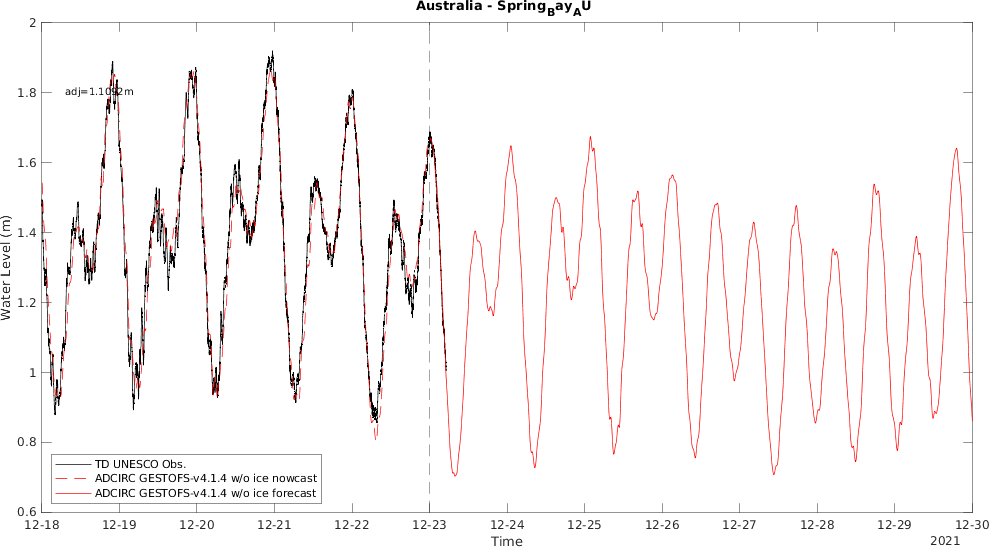 Australia - SpringBayAU
2
1.8
1.6
1.4
1.2
1
0.8
0.6
Water Level (m)
adj=1.1092m
TD UNESCO Obs.
ADCIRC GESTOFS-v4.1.4 w/o ice nowcast
ADCIRC GESTOFS-v4.1.4 w/o ice forecast
12-18 12-19 12-20 12-21 12-22 12-23 12-24 12-25 12-26 12-27 12-28 12-29 12-30
Time
2021